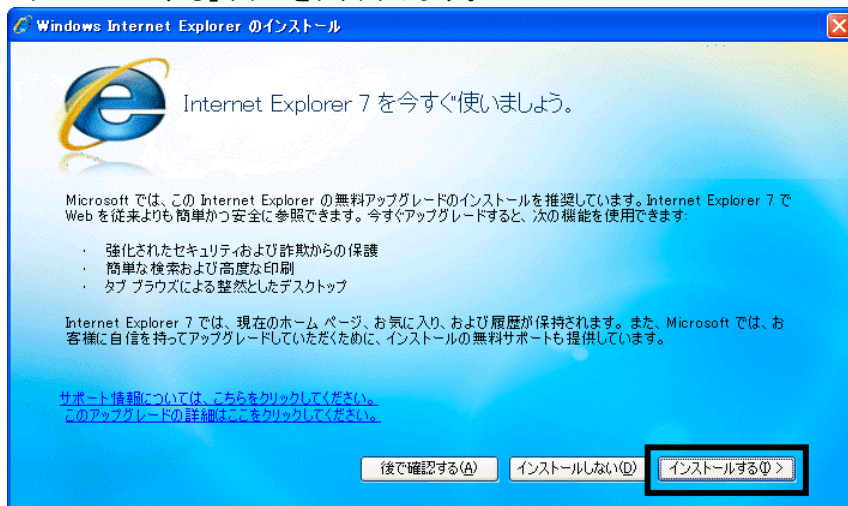 Windows Internet Explorer のインストール
Internet Explorer 7 を今すぐ使いましょう。
Microsoft では、この Internet Explorer の無料アップグレードのインストールを推奨しています。Internet Explorer 7 で
Web を従来よりも簡単かつ安全に参照できます。今すぐアップグレードすると、次の機能を使用できます:
・ 強化されたセキュリティおよび詐欺からの保護
・ 簡単な検索および高度な印刷
・ タブ ブラウズによる整然としたデスクトップ
Internet Explorer 7 では、現在のホーム ページ、お気に入り、および履歴が保持されます。また、Microsoft では、お
客様に自信を持ってアップグレードしていただくために、インストールの無料サポートも提供しています。
サポート情報については、こちらをクリックしてください。
このアップグレードの詳細はここをクリックしてください。
後で確認する(A) インストールしない(D) インストールする(I) >